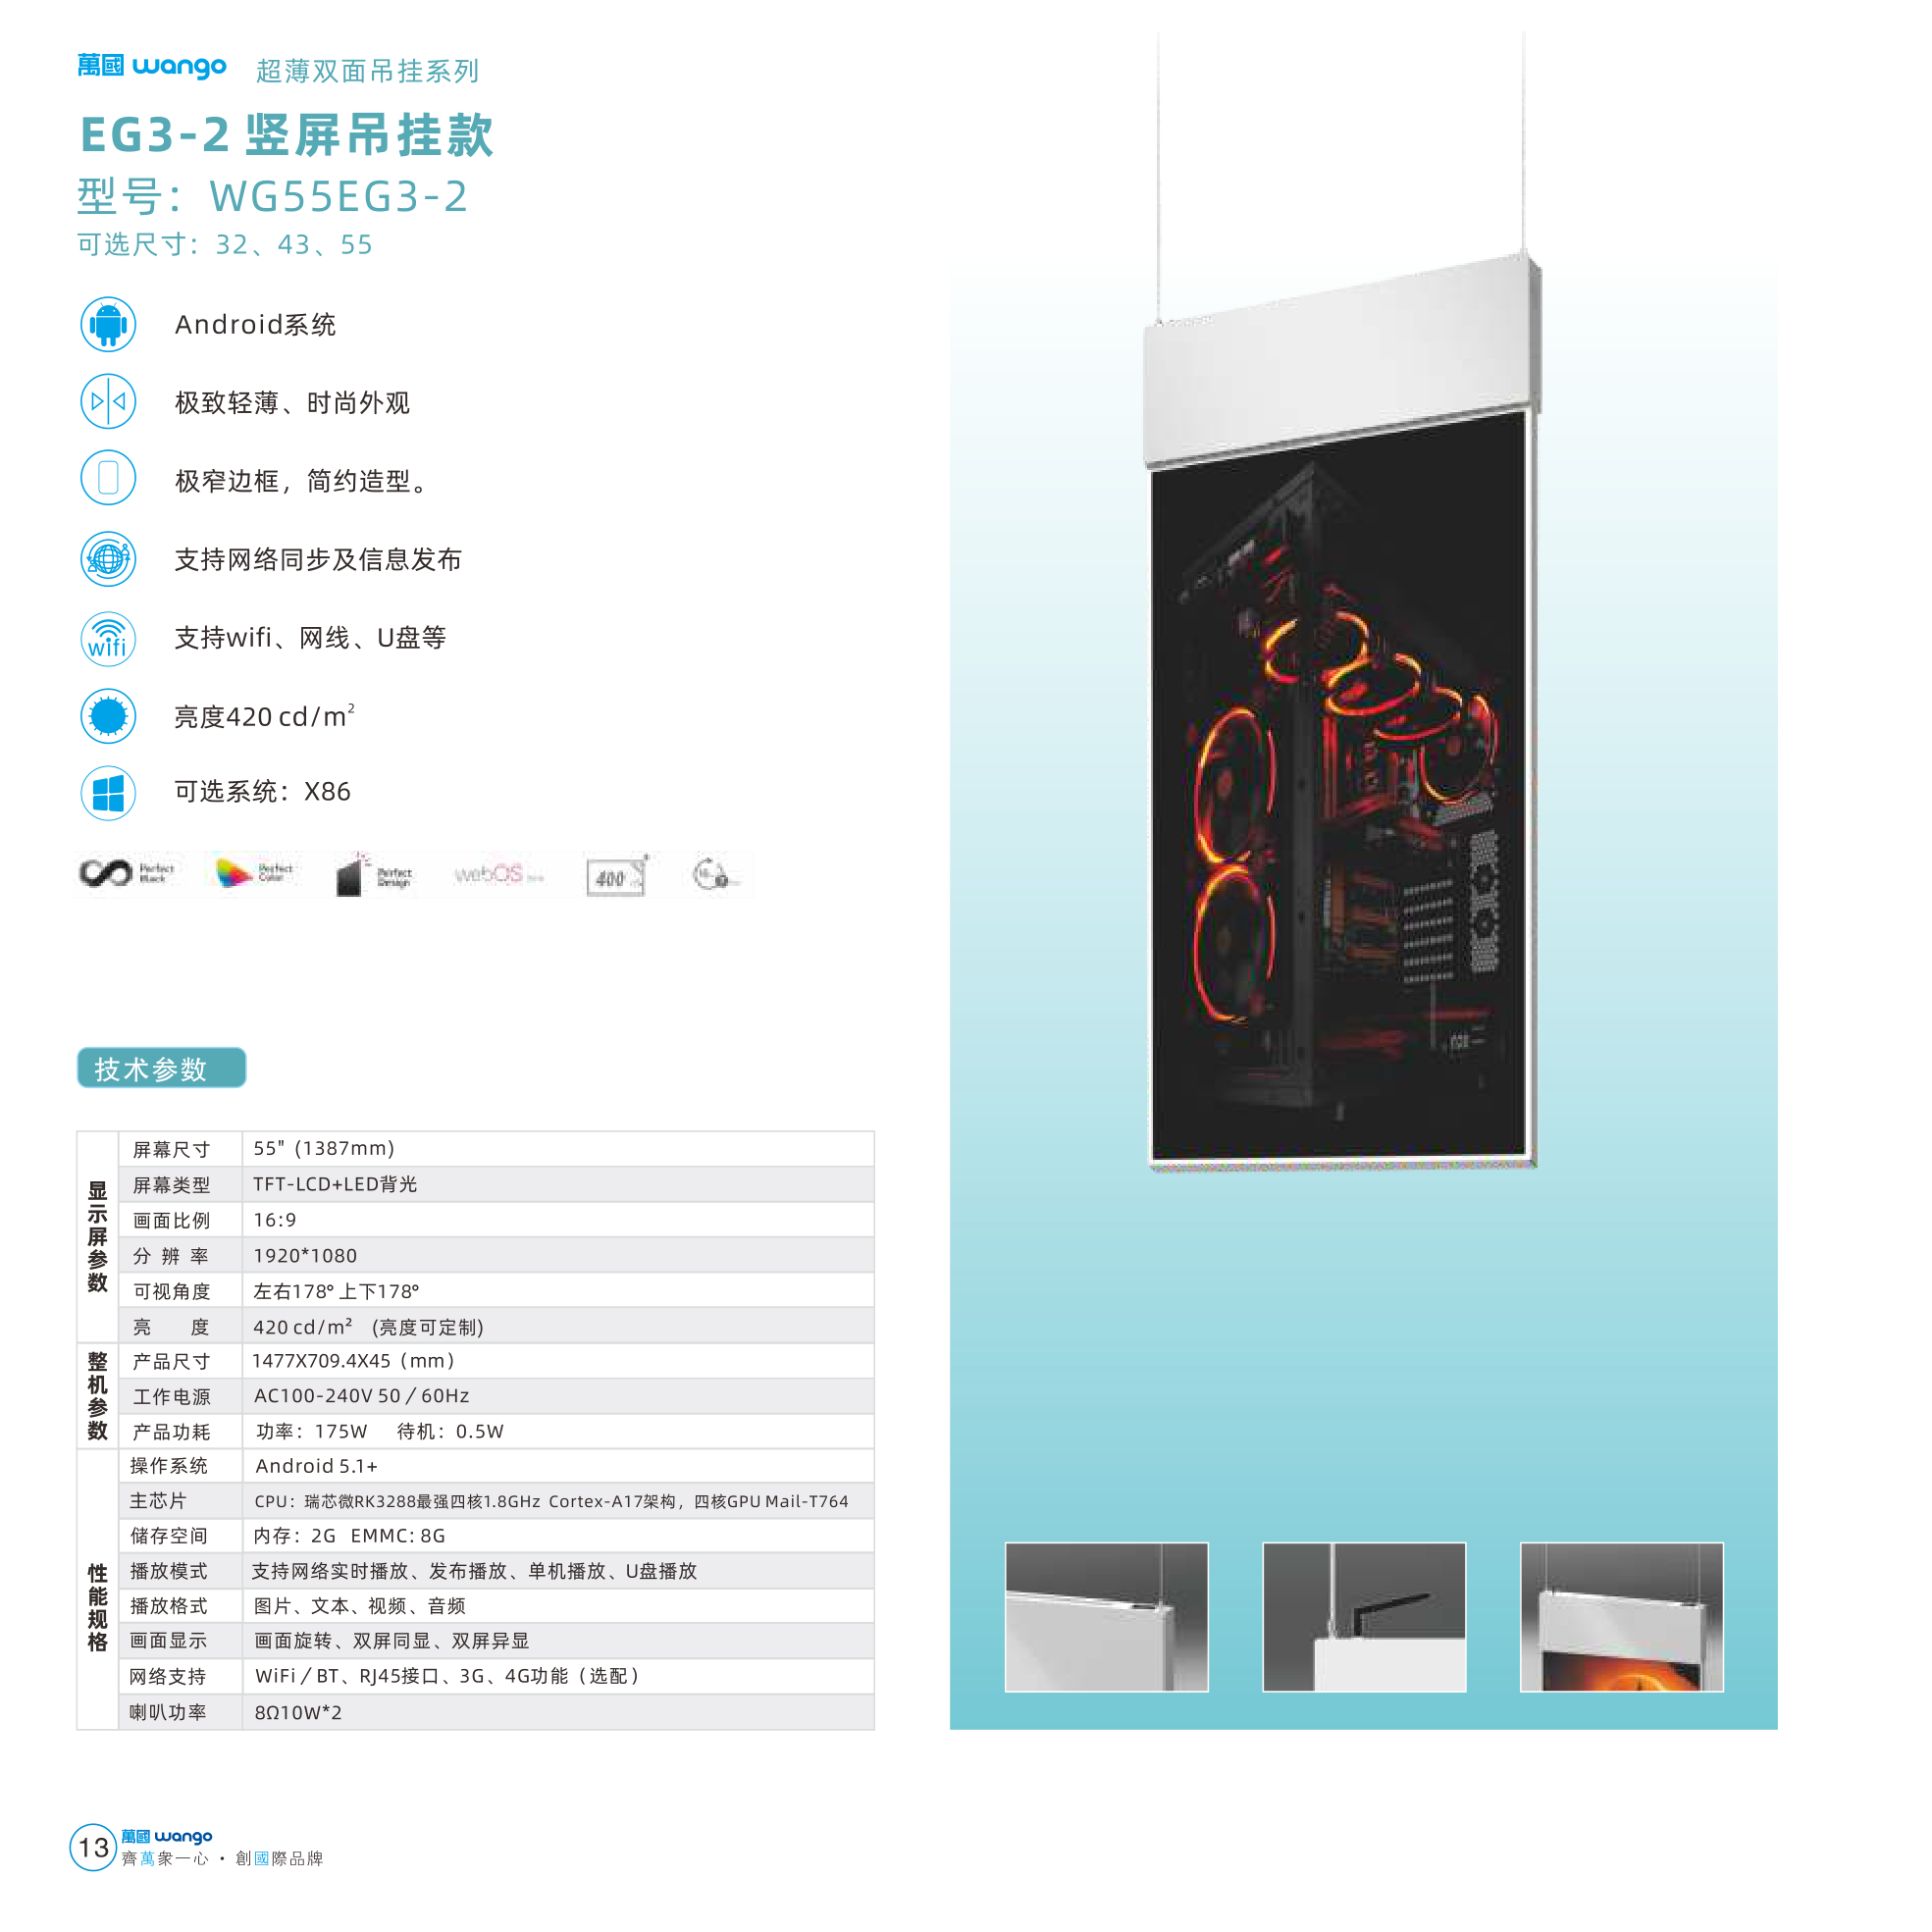 萬國 wango 超薄双面吊挂系列
EG3-2 竖屏吊挂款
型号：WG55EG3-2
可选尺寸：32、43、55
Android系统
极致轻薄、时尚外观
极窄边框，简约造型。
支持网络同步及信息发布
wifi 支持wifi、网线、U盘等
亮度420 cd/m²
可选系统：X86
Perfect Black
Perfect Color
Perfect Design
webOS
400
技术参数
显示屏参数
屏幕尺寸 55" (1387mm)
屏幕类型 TFT-LCD+LED背光
画面比例 16:9
分 辨 率 1920*1080
可视角度 左右178° 上下178°
亮 度 420 cd/m² (亮度可定制)
整机参数
产品尺寸 1477X709.4X45（mm）
工作电源 AC100-240V 50／60Hz
产品功耗 功率：175W 待机：0.5W
性能规格
操作系统 Android 5.1+
主芯片 CPU：瑞芯微RK3288最强四核1.8GHz Cortex-A17架构，四核GPU Mail-T764
储存空间 内存：2G EMMC: 8G
播放模式 支持网络实时播放、发布播放、单机播放、U盘播放
播放格式 图片、文本、视频、音频
画面显示 画面旋转、双屏同显、双屏异显
网络支持 WiFi／BT、RJ45接口、3G、4G功能（选配）
喇叭功率 8Ω10W*2
13 萬國 wango
齊萬衆一心 · 創國際品牌